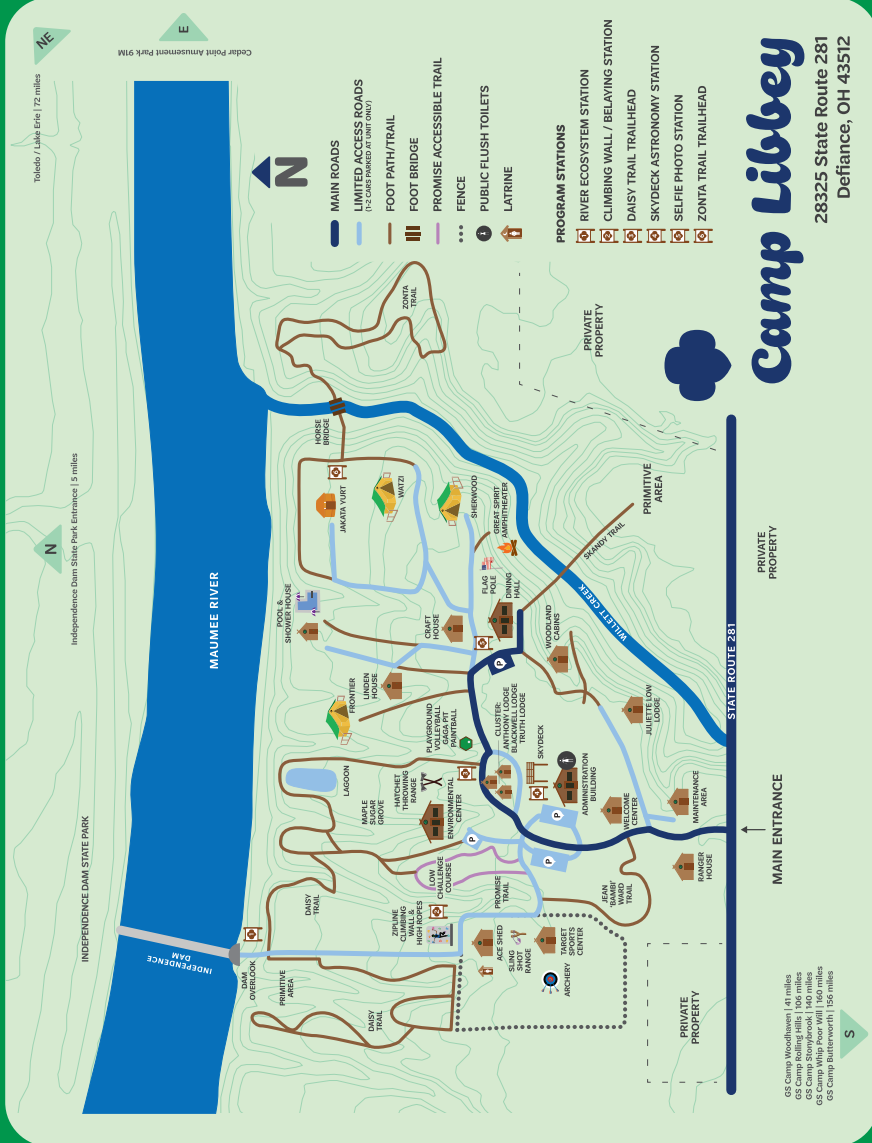 NE
Toledo / Lake Erie | 72 miles
E
Cedar Point Amusement Park 91M
N
Independence Dam State Park Entrance | 5 miles
INDEPENDENCE DAM STATE PARK
MAUMEE RIVER
INDEPENDENCE
DAM
DAM
OVERLOOK
PRIMITIVE
AREA
DAISY
TRAIL
DAISY
TRAIL
ZIPLINE
CLIMBING
WALL &
HIGH ROPES
LOW
CHALLENGE
COURSE
PROMISE
TRAIL
ACE SHED
SLING
SHOT
RANGE
TARGET
SPORTS
CENTER
ARCHERY
LAGOON
MAPLE
SUGAR
GROVE
HATCHET
THROWING
RANGE
ENVIRONMENTAL
CENTER
P
P
P
P
JEAN
'BAMBI'
WARD
TRAIL
RANGER
HOUSE
WELCOME
CENTER
MAINTENANCE
AREA
ADMINISTRATION
BUILDING
SKYDECK
CLUSTER:
ANTHONY LODGE
BLACKWELL LODGE
TRUTH LODGE
PLAYGROUND
VOLLEYBALL
GAGA PIT
PAINTBALL
FRONTIER
LINDEN
HOUSE
POOL &
SHOWER HOUSE
CRAFT
HOUSE
FLAG
POLE
DINING
HALL
GREAT SPIRIT
AMPHITHEATER
WOODLAND
CABINS
JULIETTE LOW
LODGE
JAKATA YURT
WATZI
SHERWOOD
HORSE
BRIDGE
ZONTA
TRAIL
SKANDY TRAIL
PRIMITIVE
AREA
WILLETT CREEK
PRIVATE
PROPERTY
PRIVATE
PROPERTY
PRIVATE
PROPERTY
STATE ROUTE 281
MAIN ENTRANCE
N
MAIN ROADS
LIMITED ACCESS ROADS
(1-2 CARS PARKED AT UNIT ONLY)
FOOT PATH/TRAIL
FOOT BRIDGE
PROMISE ACCESSIBLE TRAIL
FENCE
PUBLIC FLUSH TOILETS
LATRINE
PROGRAM STATIONS
RIVER ECOSYSTEM STATION
CLIMBING WALL / BELAYING STATION
DAISY TRAIL TRAILHEAD
SKYDECK ASTRONOMY STATION
SELFIE PHOTO STATION
ZONTA TRAIL TRAILHEAD
Camp Libbey
28325 State Route 281
Defiance, OH 43512
GS Camp Woodhaven | 41 miles
GS Camp Rolling Hills | 106 miles
GS Camp Stonybrook | 140 miles
GS Camp Whip Poor Will | 160 miles
GS Camp Butterworth | 156 miles
S